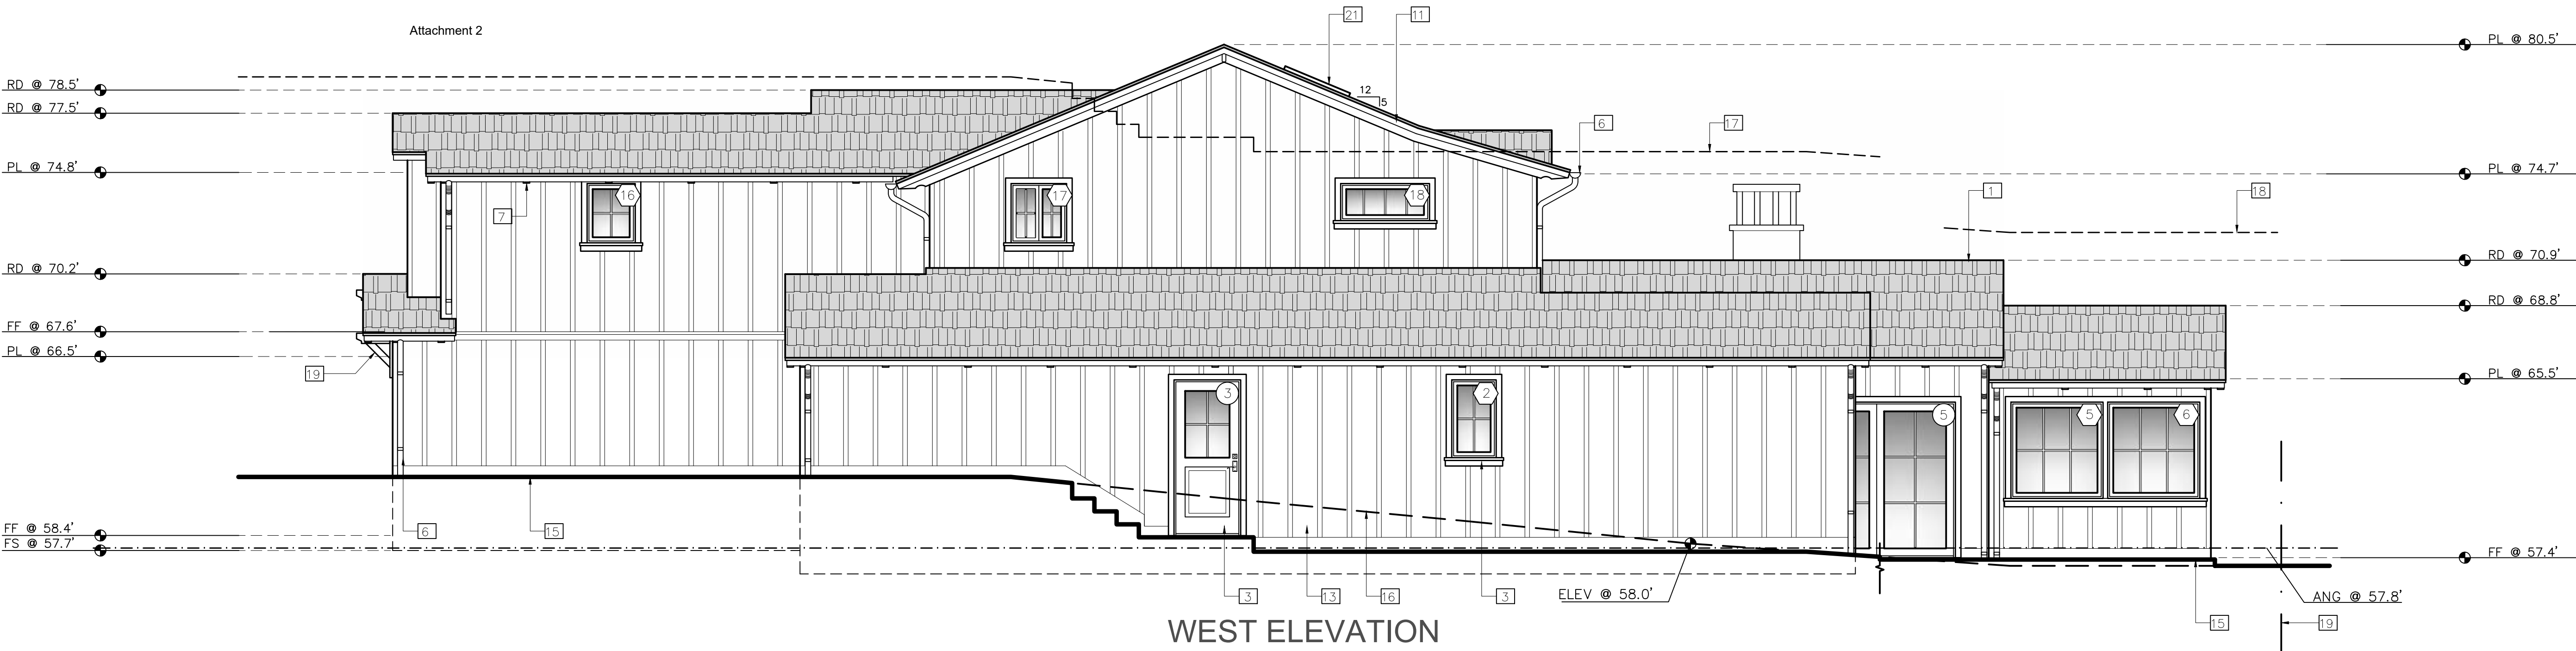 Attachment 2
21
11
PL @ 80.5'
RD @ 78.5'
RD @ 77.5'
12
5
6
17
PL @ 74.8'
PL @ 74.7'
7
16
17
18
1
18
RD @ 70.2'
RD @ 70.9'
RD @ 68.8'
FF @ 67.6'
PL @ 66.5'
19
PL @ 65.5'
3
2
5
5
6
FF @ 58.4'
6
15
FS @ 57.7'
FF @ 57.4'
3
13
16
3
ELEV @ 58.0'
ANG @ 57.8'
15
19
WEST ELEVATION